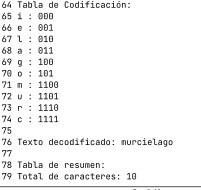 64 Tabla de Codificación:
65 i : 000
66 e : 001
67 l : 010
68 a : 011
69 g : 100
70 o : 101
71 m : 1100
72 u : 1101
73 r : 1110
74 c : 1111
75
76 Texto decodificado: murcielago
77
78 Tabla de resumen:
79 Total de caracteres: 10